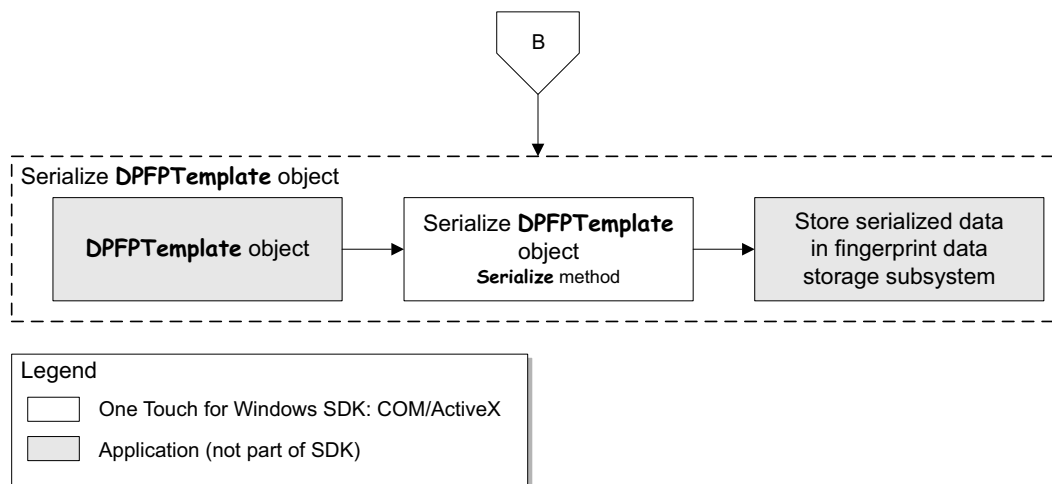 B
Serialize DPFPTemplate object
DPFPTemplate object
Serialize DPFPTemplate
object
Serialize method
Store serialized data
in fingerprint data
storage subsystem
Legend
One Touch for Windows SDK: COM/ActiveX
Application (not part of SDK)